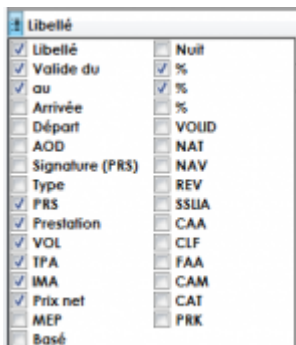 Libellé
Libellé
Valide du
au
Arrivée
Départ
AOD
Signature (PRS)
Type
PRS
Prestation
VOL
TPA
IMA
Prix net
MEP
Basé
Nuit
%
%
%
VOLID
NAT
NAV
REV
SSLIA
CAA
CLF
FAA
CAM
CAT
PRK